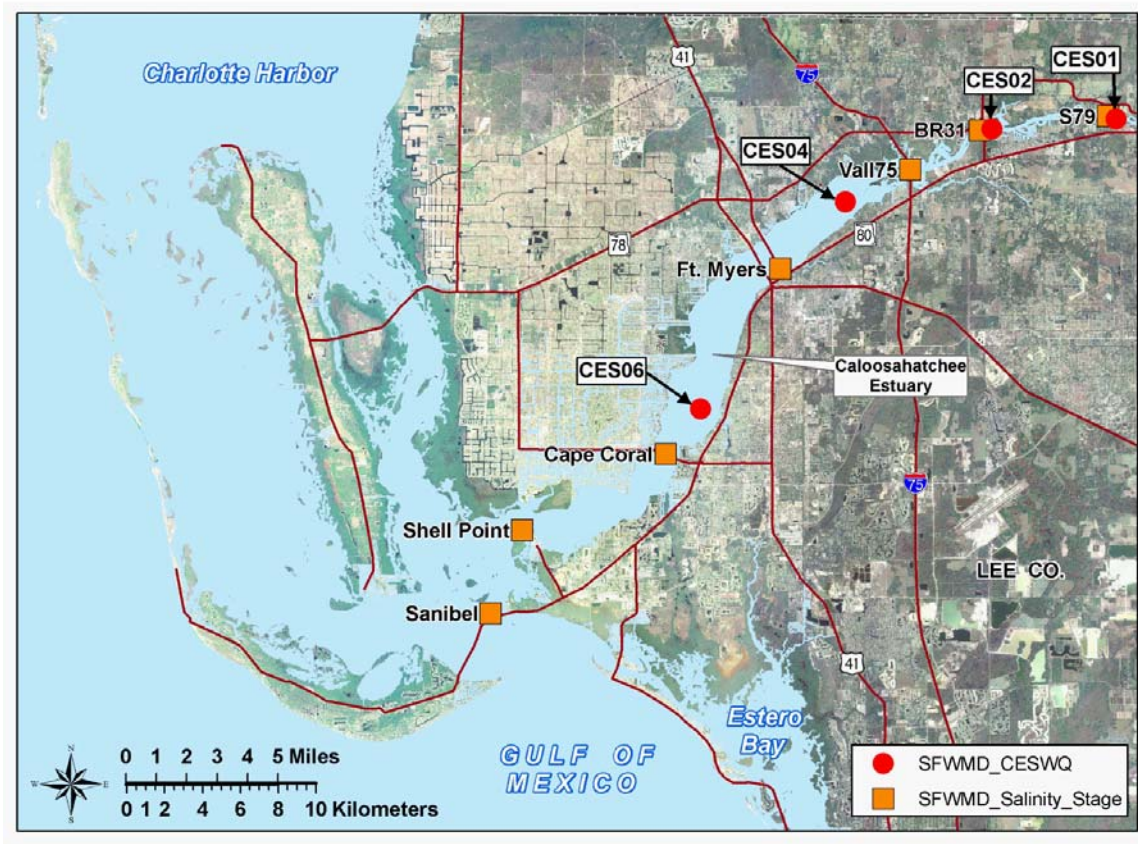 Charlotte Harbor
41
75
CES02
CES01
BR31
S79
CES04
Vall75
78
80
Ft. Myers
Caloosahatchee
Estuary
CES06
Cape Coral
75
Shell Point
LEE CO.
Sanibel
41
Estero
Bay
GULF OF
MEXICO
N
W E
S
0 1 2 3 4 5 Miles
0 1 2 4 6 8 10 Kilometers
SFWMD_CESWQ
SFWMD_Salinity_Stage